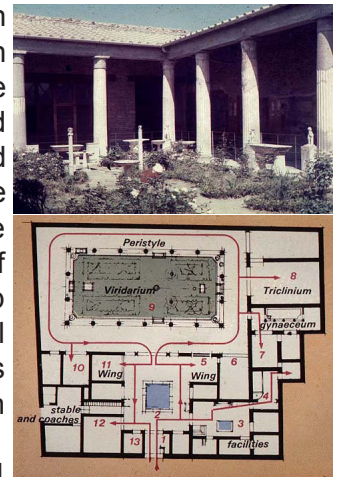 Peristyle
8
Viridarium
Triclinium
9
gynaeceum
7
11
5
6
10
Wing
Wing
4
stable
and coaches
2
3
12
13
1
facilities